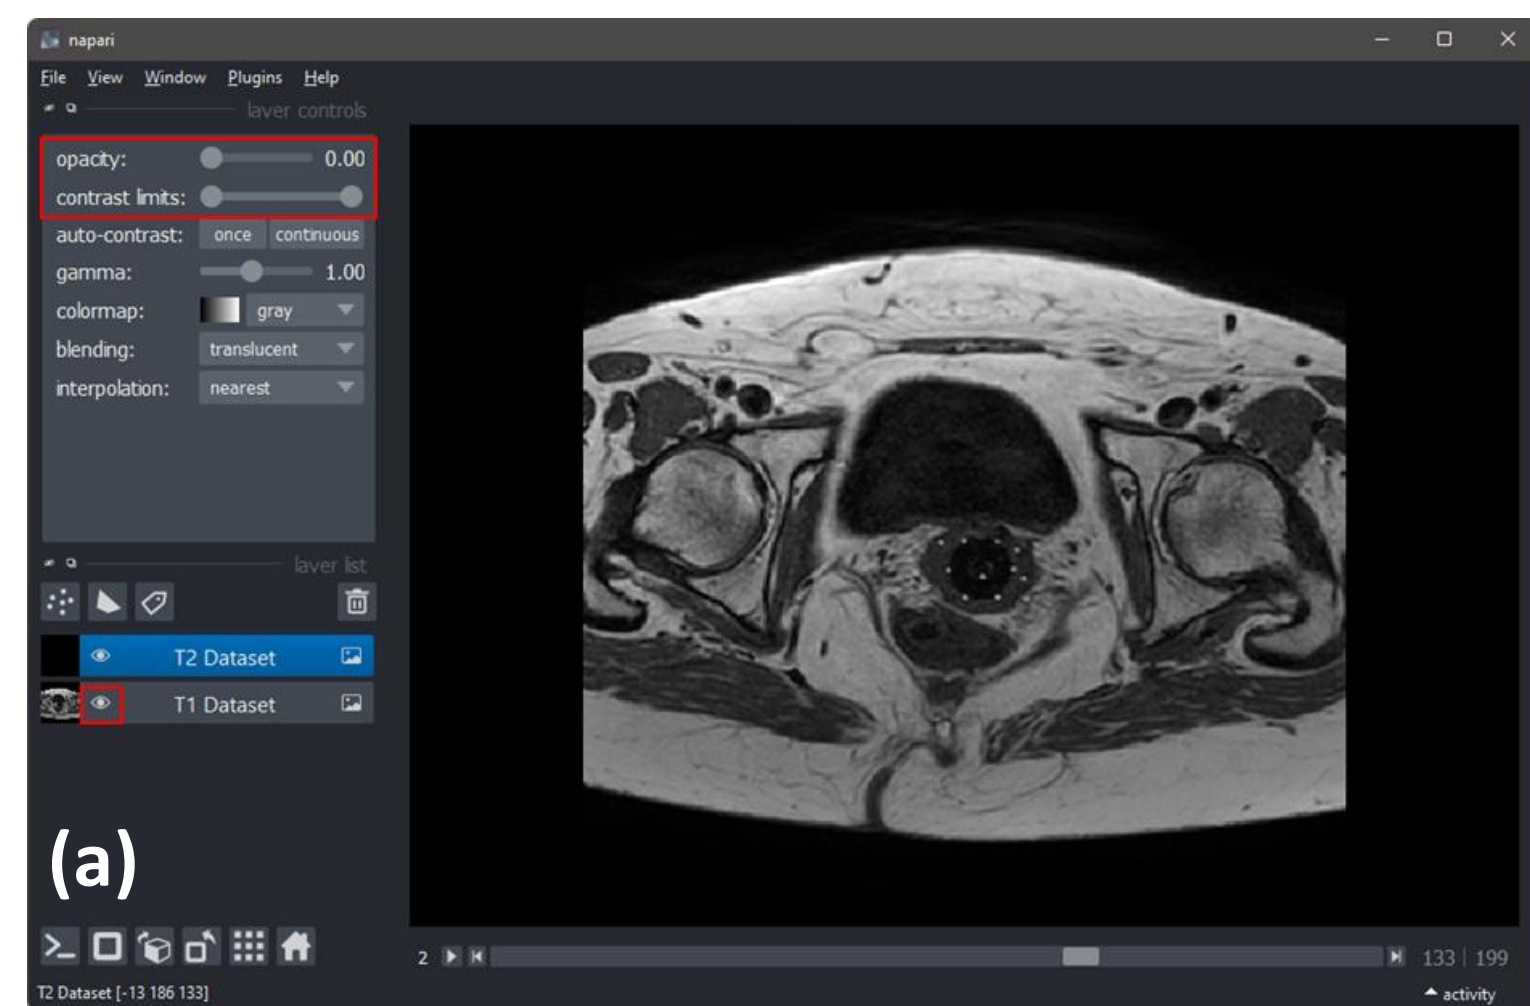 napari
File View Window Plugins Help
layer controls
opacity: 0.00
contrast limits:
auto-contrast: once continuous
gamma: 1.00
colormap: gray
blending: translucent
interpolation: nearest
layer list
T2 Dataset
T1 Dataset
(a)
2 133 | 199
T2 Dataset [-13 186 133] activity